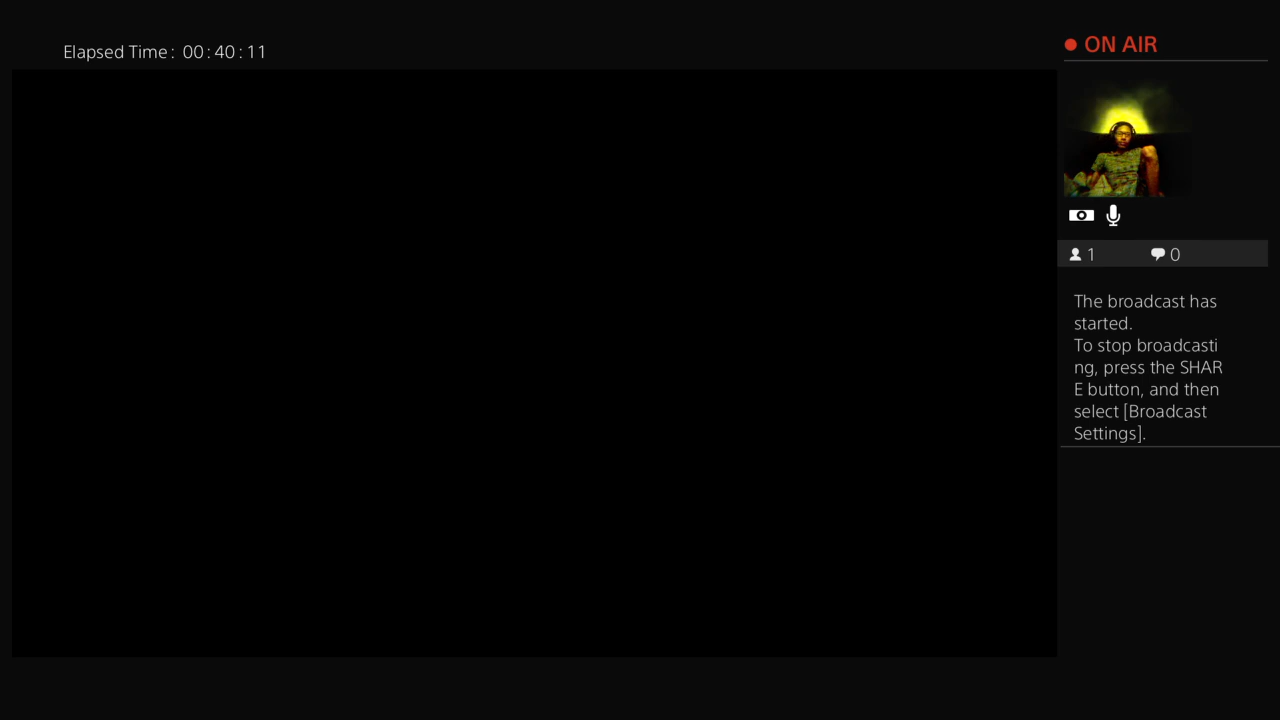 Elapsed Time: 00:40:11
ON AIR
1 0
The broadcast has
started.
To stop broadcasti
ng, press the SHAR
E button, and then
select [Broadcast
Settings].